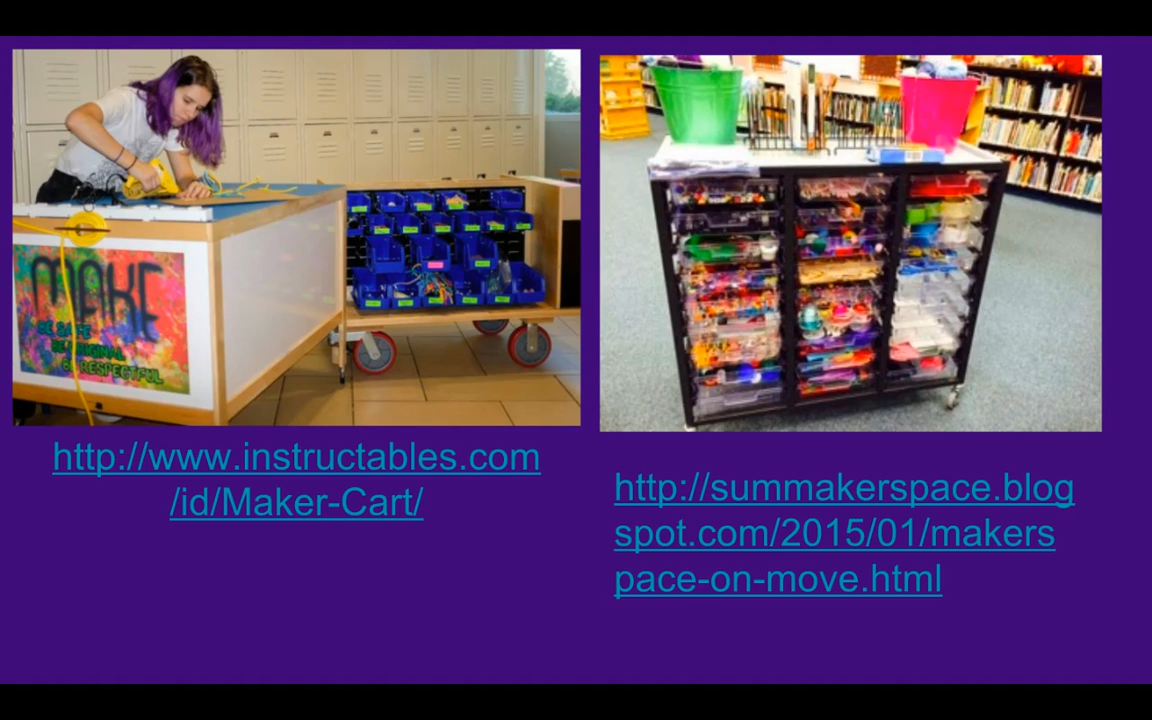 MAKE
BE SAFE
BE ORIGINAL
BE RESPECTFUL
http://www.instructables.com
/id/Maker-Cart/
http://summakerspace.blog
spot.com/2015/01/makers
pace-on-move.html